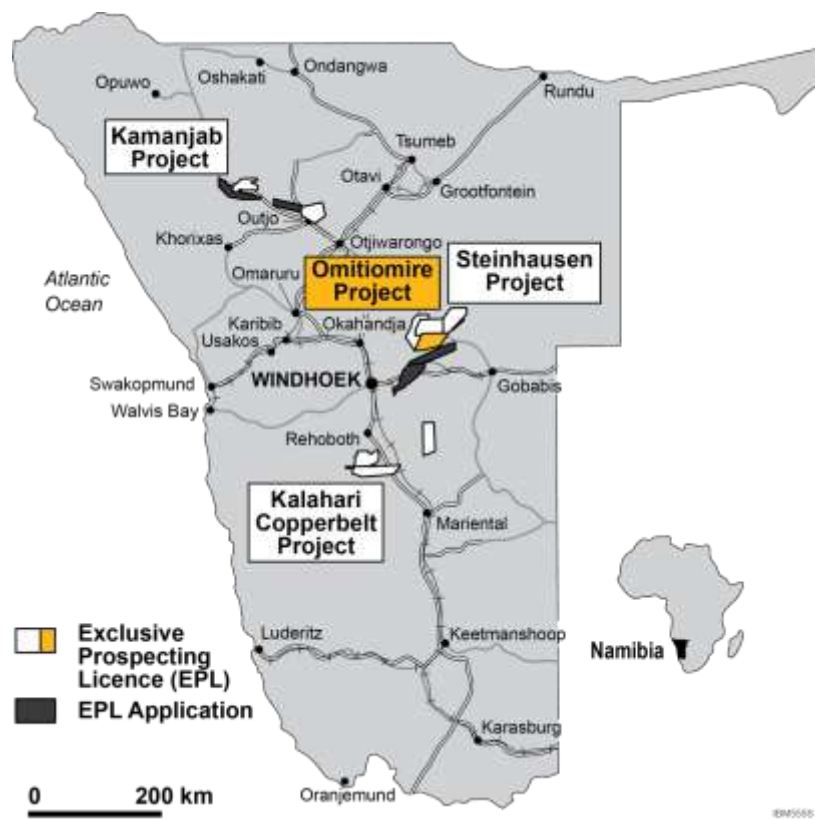 Opuwo
Oshakati
Ondangwa
Rundu
Kamanjab
Project
Tsumeb
Otavi
Grootfontein
Outjo
Khorixas
Otjiwarongo
Atlantic
Ocean
Omaruru
Omitiomire
Project
Steinhausen
Project
Karibib
Usakos
Okahandja
Swakopmund
WINDHOEK
Gobabis
Walvis Bay
Rehoboth
Kalahari
Copperbelt
Project
Mariental
Exclusive
Prospecting
Licence (EPL)
EPL Application
Luderitz
Keetmanshoop
Namibia
Karasburg
0 200 km
Oranjemund